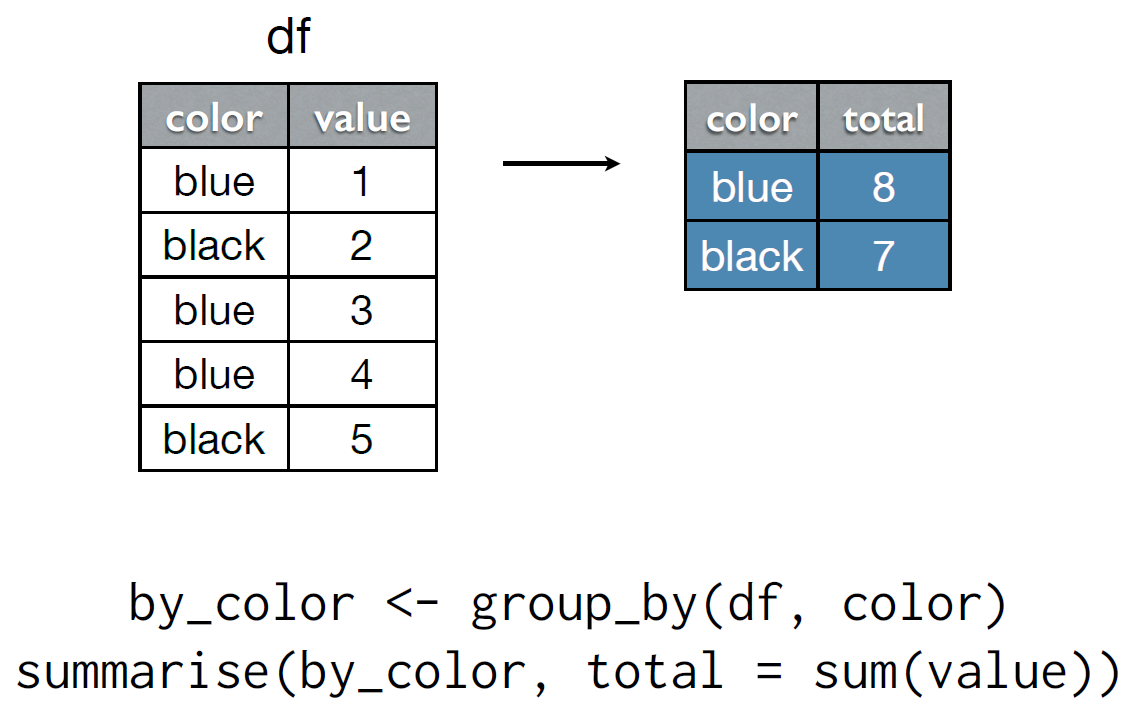 df
color value
blue 1
black 2
blue 3
blue 4
black 5
color total
blue 8
black 7
by_color <- group_by(df, color)
summarise(by_color, total = sum(value))